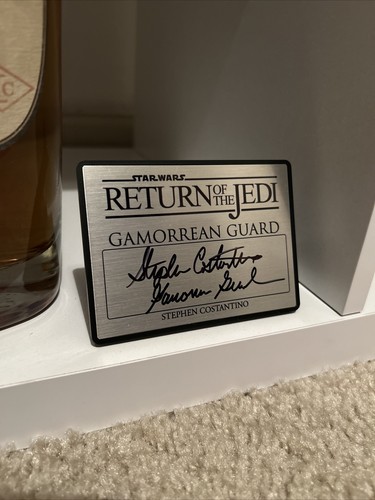 STAR WARS
RETURN OF THE JEDI
GAMORREAN GUARD
Stephen Costantino
Gamorrean Guard
STEPHEN COSTANTINO
C